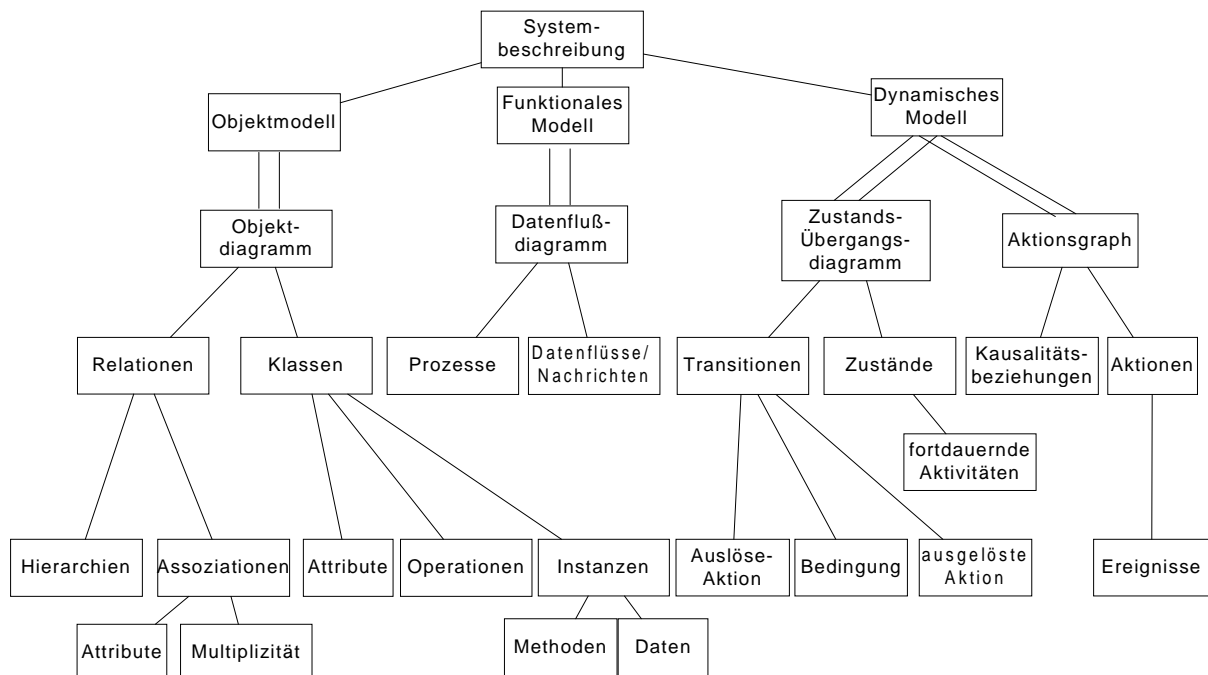 System-
beschreibung
Objektmodell
Funktionales
Modell
Dynamisches
Modell
Objekt-
diagramm
Datenfluß-
diagramm
Zustands-
Übergangs-
diagramm
Aktionsgraph
Relationen
Klassen
Prozesse
Datenflüsse/
Nachrichten
Transitionen
Zustände
Kausalitäts-
beziehungen
Aktionen
fortdauernde
Aktivitäten
Hierarchien
Assoziationen
Attribute
Operationen
Instanzen
Auslöse-
Aktion
Bedingung
ausgelöste
Aktion
Ereignisse
Attribute
Multiplizität
Methoden
Daten